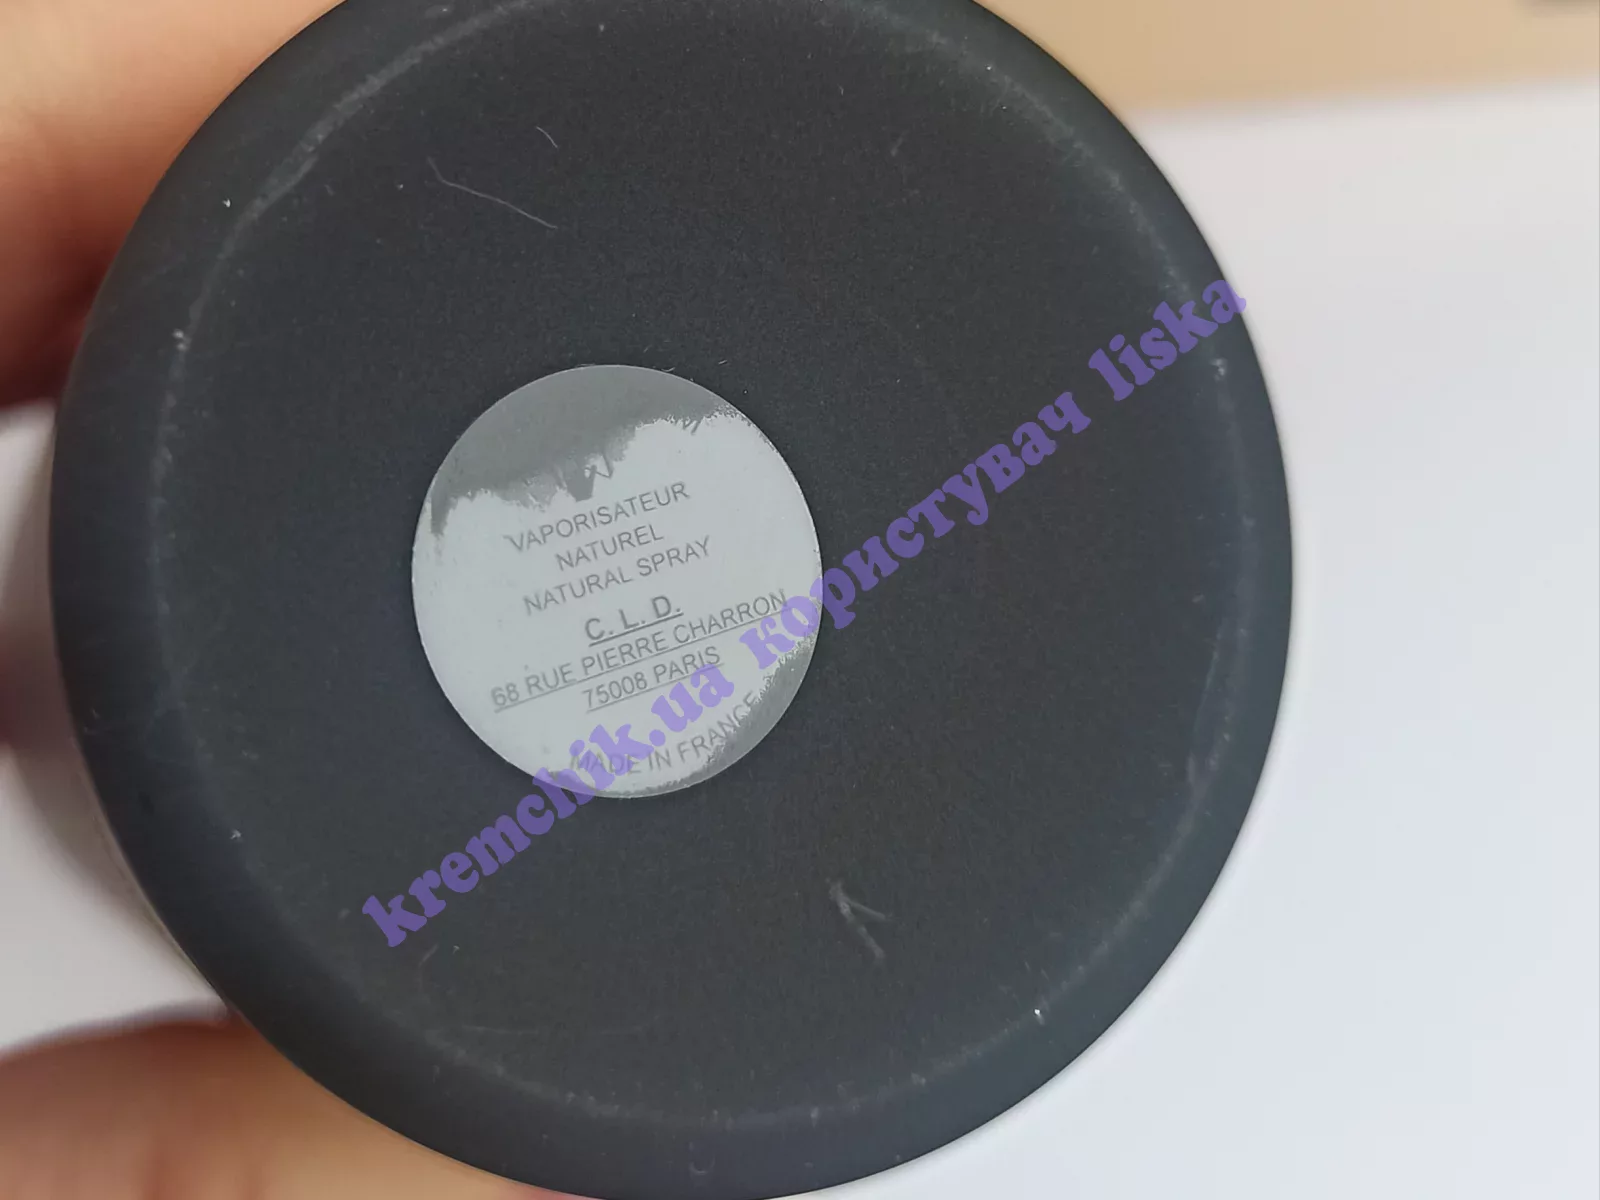 VAPORISATEUR
NATUREL
NATURAL SPRAY
C. L. D.
68 RUE PIERRE CHARRON
75008 PARIS
MADE IN FRANCE
kremchik.ua користувач liska